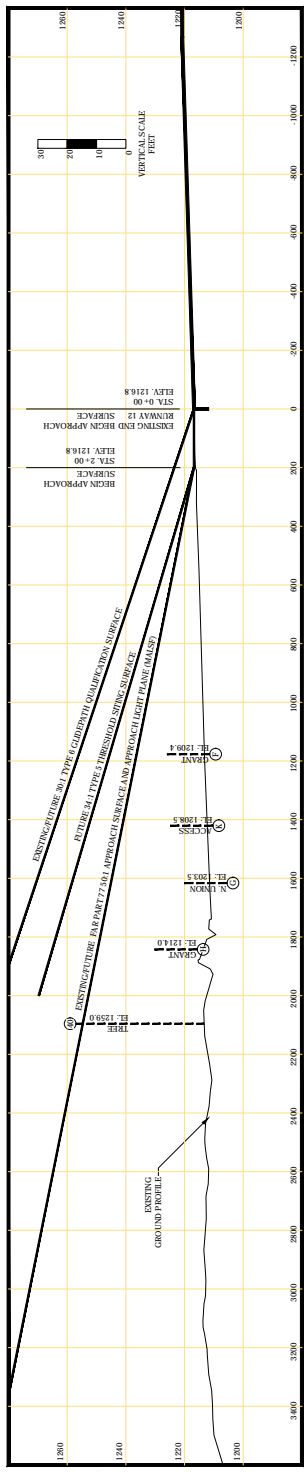 1260
1240
1220
1200
-1200
-1000
-800
-600
-400
-200
0
200
400
600
800
1000
1200
1400
1600
1800
2000
2200
2400
2600
2800
3000
3200
3400
30
20
10
0
VERTICAL SCALE
FEET
EXISTING END BEGIN APPROACH
RUNWAY 12 SURFACE
STA. 0+00
ELEV. 1216.8
BEGIN APPROACH
SURFACE
STA. 2+00
ELEV. 1216.8
EXISTING/FUTURE 30:1 TYPE 6 GLIDEPATH QUALIFICATION SURFACE
FUTURE 34:1 TYPE 5 THRESHOLD SITING SURFACE
EXISTING/FUTURE FAR PART 77 50:1 APPROACH SURFACE AND APPROACH LIGHT PLANE (MALSF)
GRANT
EL: 1209.4
F
ACCESS
EL: 1208.5
K
N. UNION
EL: 1203.5
G
GRANT
EL: 1214.0
H
TREE
EL: 1259.0
40
EXISTING
GROUND PROFILE
1260
1240
1220
1200